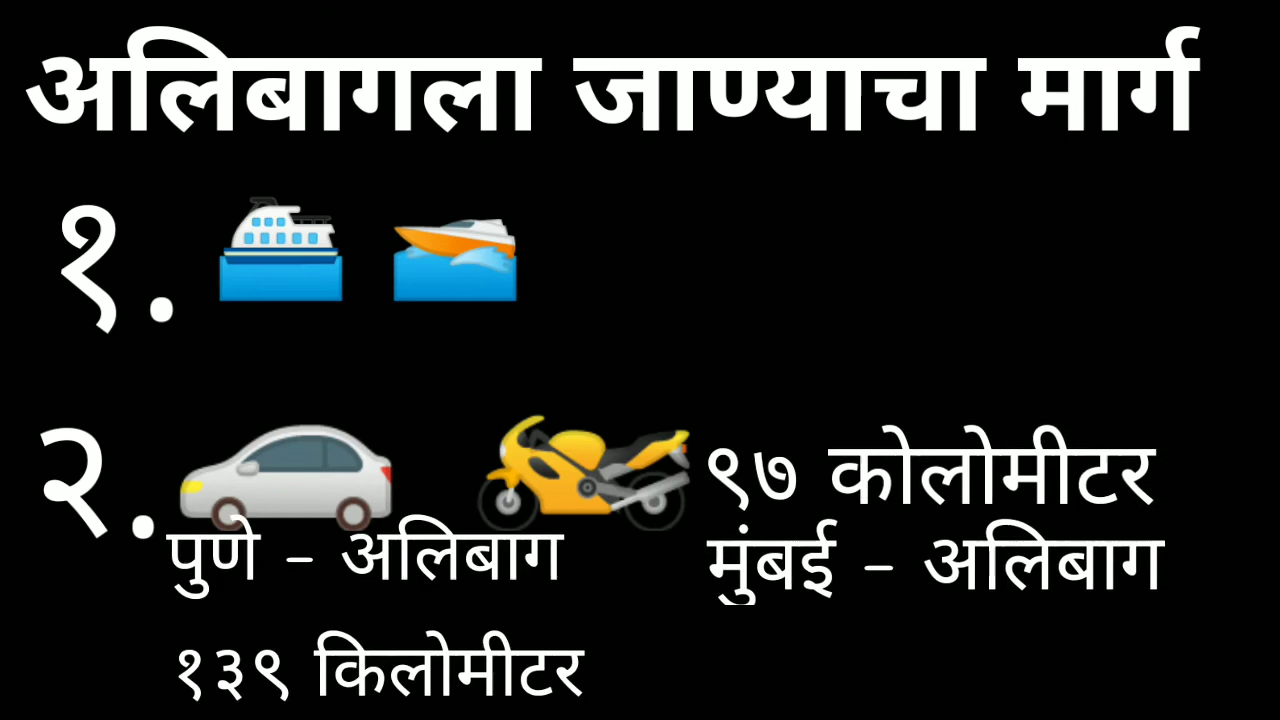 अलिबागला जाण्याचा मार्ग
१.
२.
९७ कोलोमीटर
पुणे - अलिबाग
मुंबई - अलिबाग
१३९ किलोमीटर